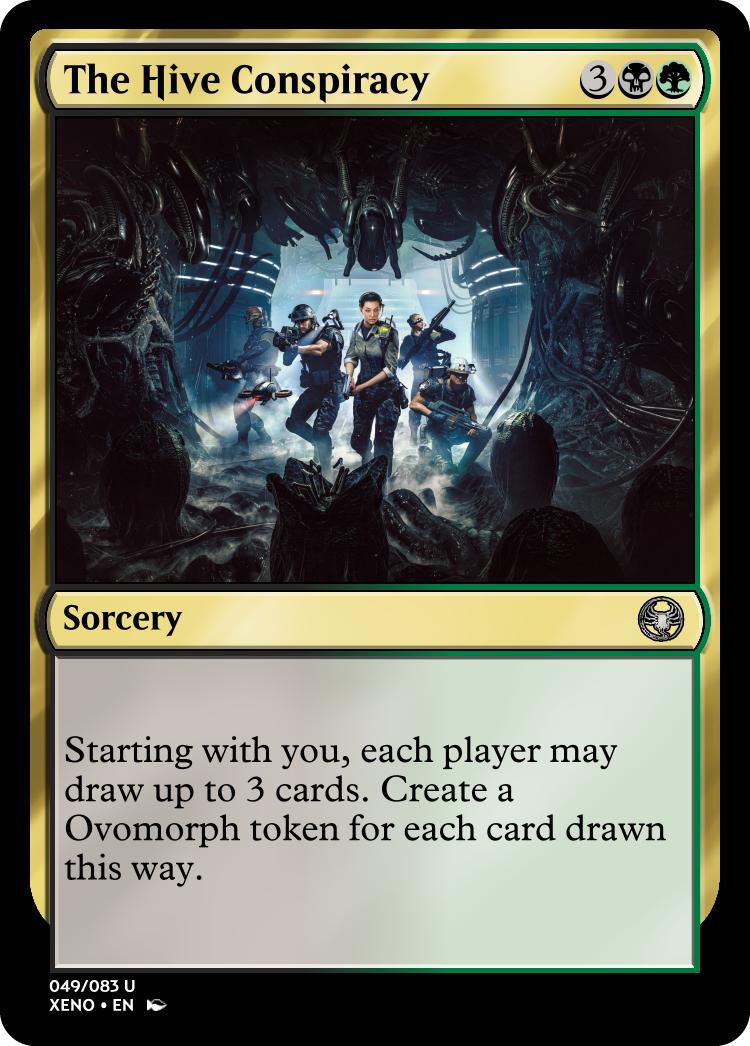 The Hive Conspiracy 3
Sorcery
Starting with you, each player may
draw up to 3 cards. Create a
Ovomorph token for each card drawn
this way.
049/083 U
XENO • EN